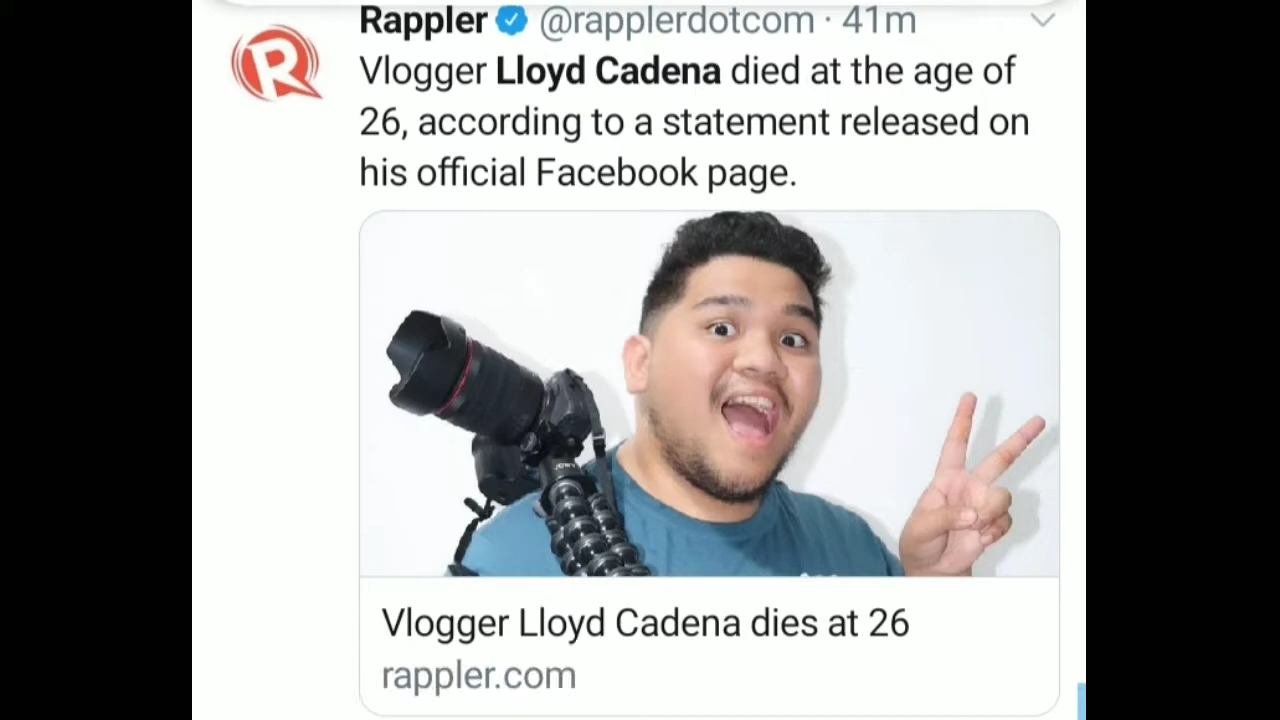 Rappler @rapplerdotcom · 41m
Vlogger Lloyd Cadena died at the age of
26, according to a statement released on
his official Facebook page.
Vlogger Lloyd Cadena dies at 26
rappler.com